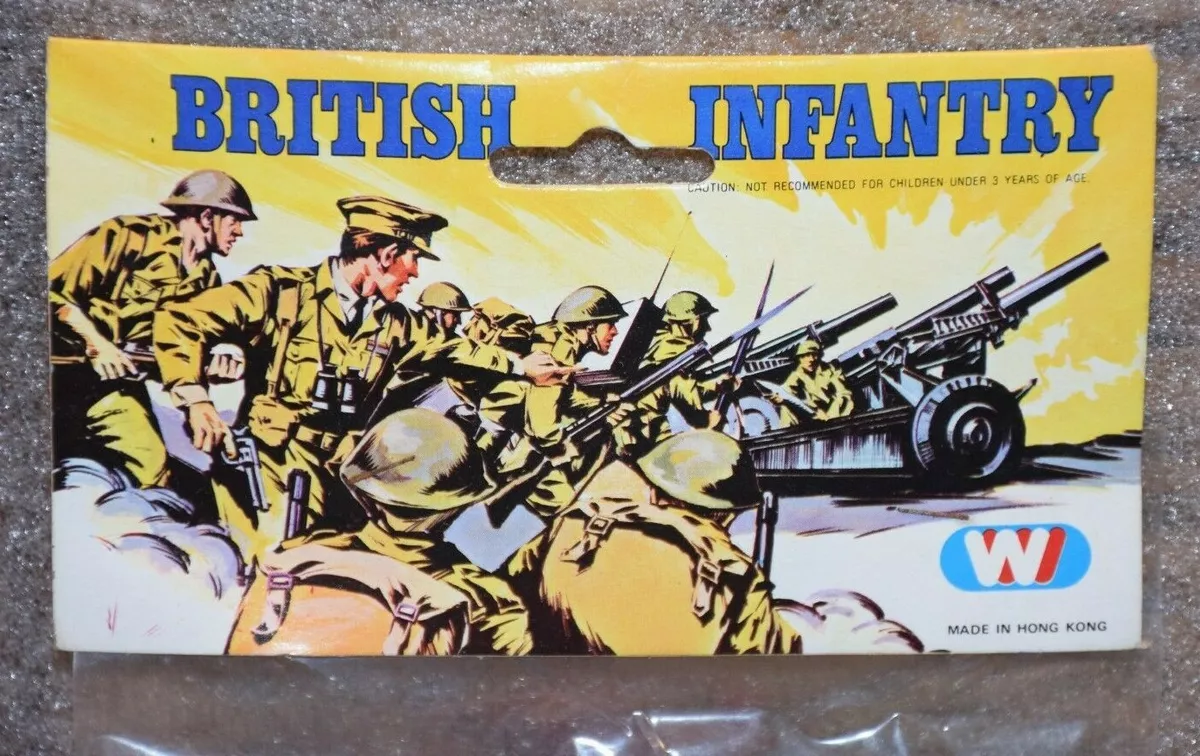 BRITISH INFANTRY
CAUTION: NOT RECOMMENDED FOR CHILDREN UNDER 3 YEARS OF AGE.
W
MADE IN HONG KONG